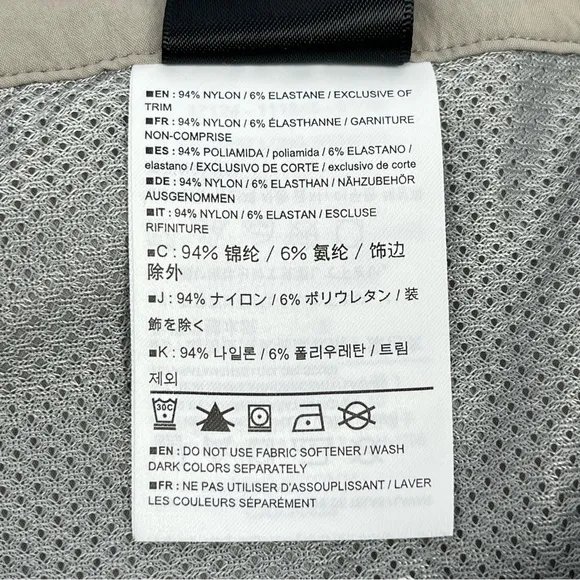 ■EN : 94% NYLON / 6% ELASTANE / EXCLUSIVE OF
TRIM
■FR : 94% NYLON / 6% ÉLASTHANNE / GARNITURE
NON-COMPRISE
■ES : 94% POLIAMIDA / poliamida / 6% ELASTANO /
elastano / EXCLUSIVO DE CORTE / exclusivo de corte
■DE : 94% NYLON / 6% ELASTHAN / NÄHZUBEHÖR
AUSGENOMMEN
■IT : 94% NYLON / 6% ELASTAN / ESCLUSE
RIFINITURE
■C : 94% 锦纶 / 6% 氨纶 / 饰边
除外
■J : 94% ナイロン / 6% ポリウレタン / 装
飾を除く
■K : 94% 나일론 / 6% 폴리우레탄 / 트림
제외
30C
■EN : DO NOT USE FABRIC SOFTENER / WASH
DARK COLORS SEPARATELY
■FR : NE PAS UTILISER D'ASSOUPLISSANT / LAVER
LES COULEURS SÉPARÉMENT